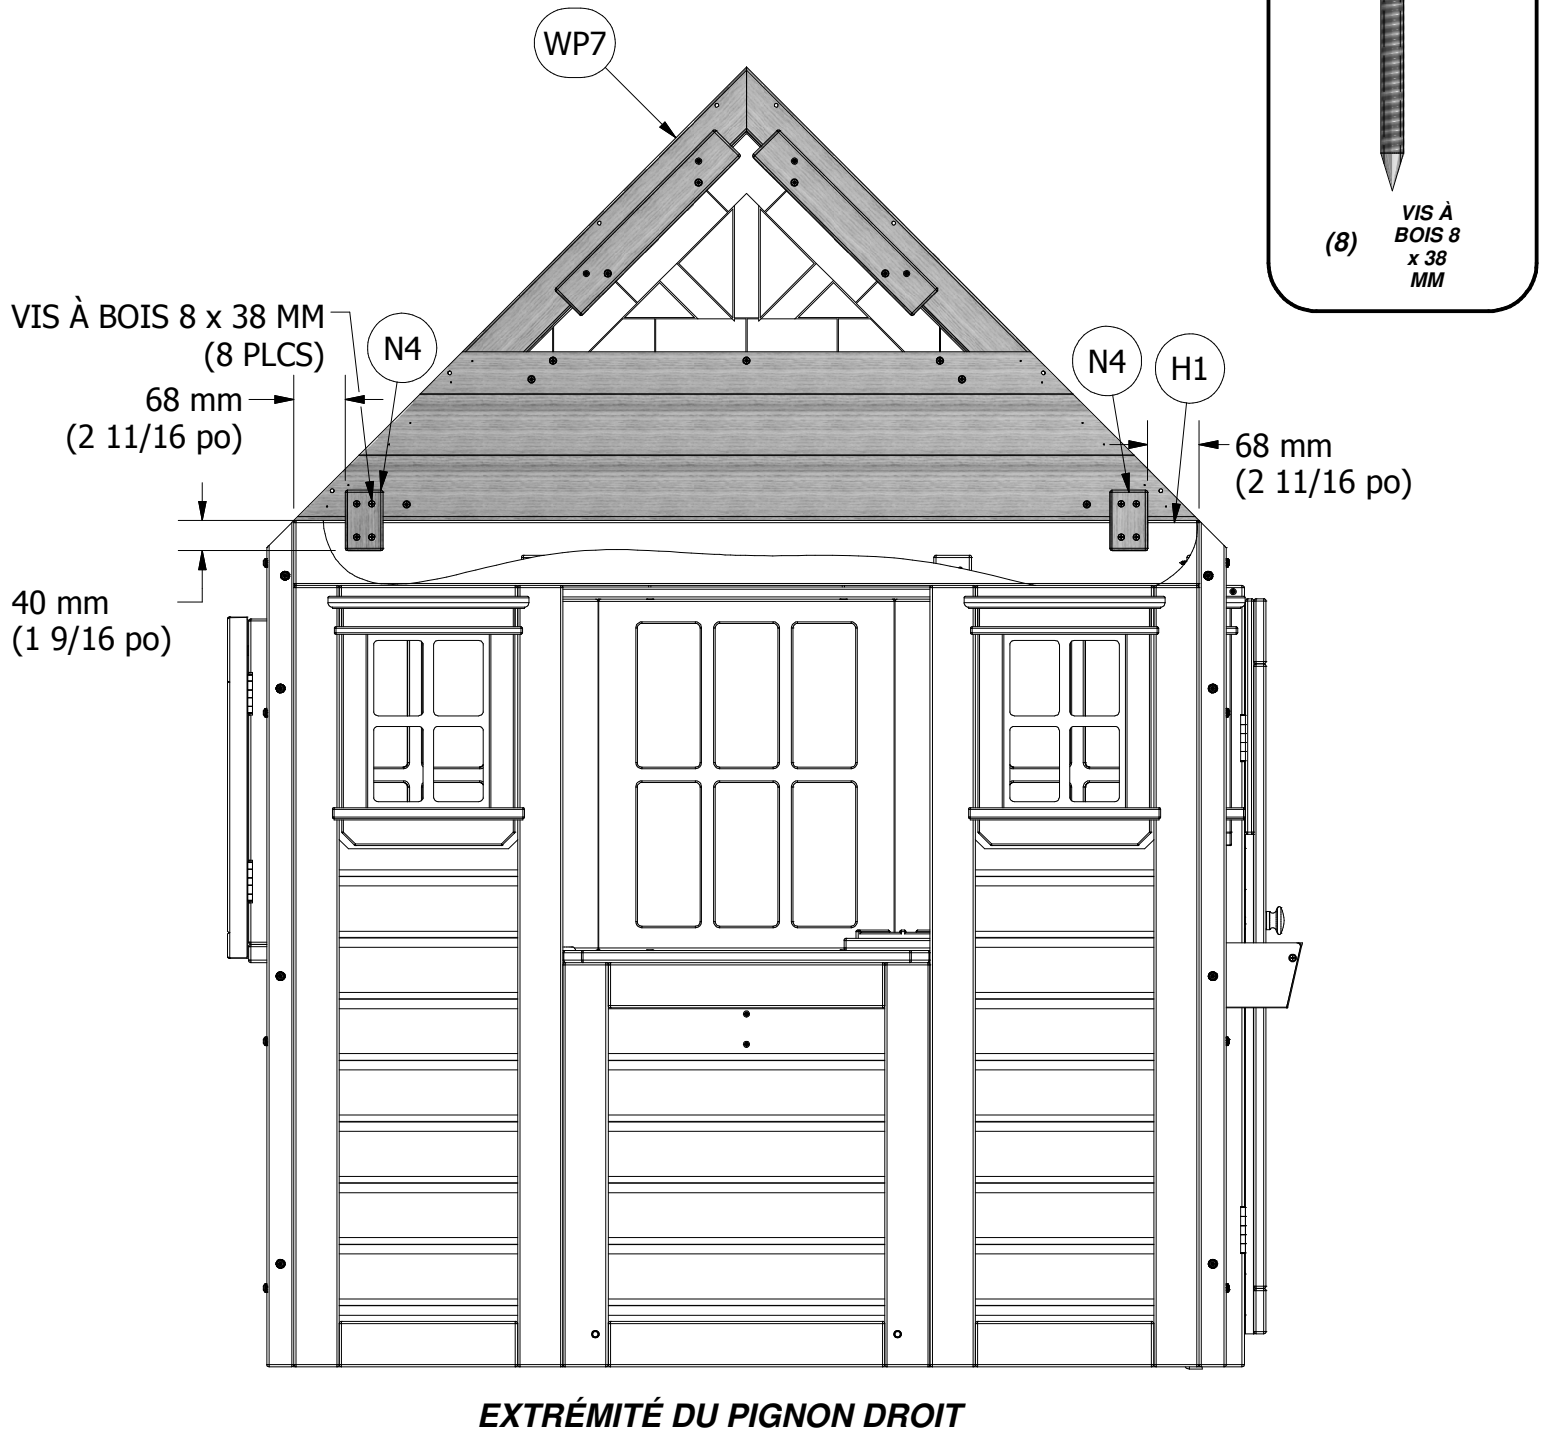 WP7
(8)
VIS À
BOIS 8
x 38
MM
VIS À BOIS 8 x 38 MM
(8 PLCS)
N4
N4
H1
68 mm
(2 11/16 po)
68 mm
(2 11/16 po)
40 mm
(1 9/16 po)
EXTRÉMITÉ DU PIGNON DROIT